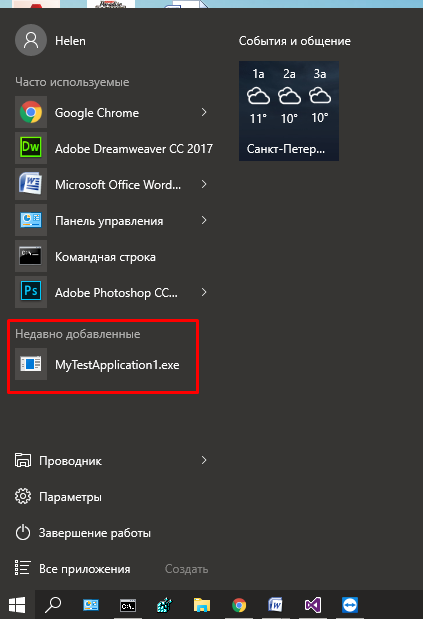 Helen
События и общение
Часто используемые
1а 2а 3а
11° 10° 10°
Санкт-Петер...
Google Chrome
Dw Adobe Dreamweaver CC 2017
Microsoft Office Word...
Панель управления
Командная строка
Ps Adobe Photoshop CC...
Недавно добавленные
MyTestApplication1.exe
Проводник
Параметры
Завершение работы
Все приложения Создать